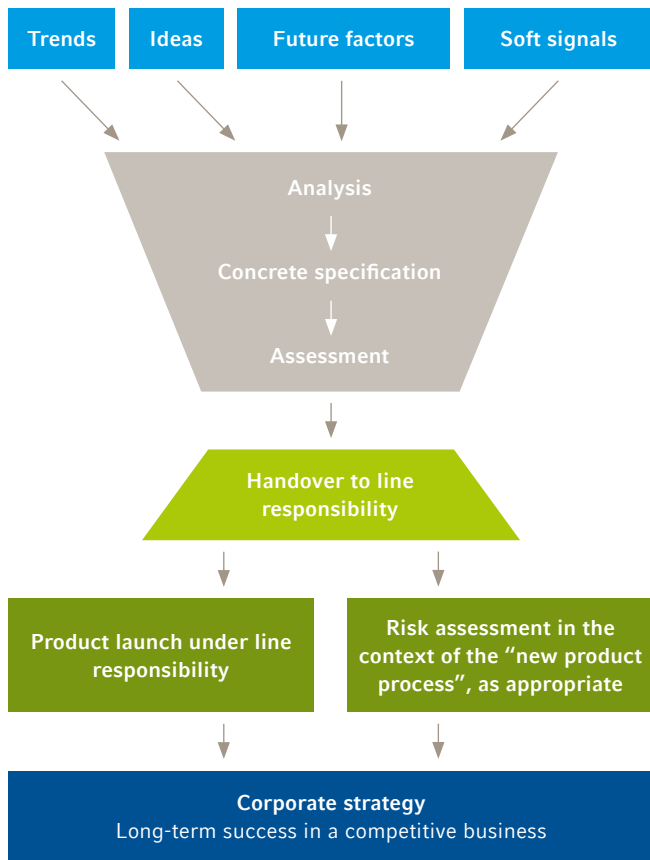 Trends
Ideas
Future factors
Soft signals
Analysis
Concrete specification
Assessment
Handover to line
responsibility
Product launch under line
responsibility
Risk assessment in the
context of the “new product
process”, as appropriate
Corporate strategy
Long-term success in a competitive business